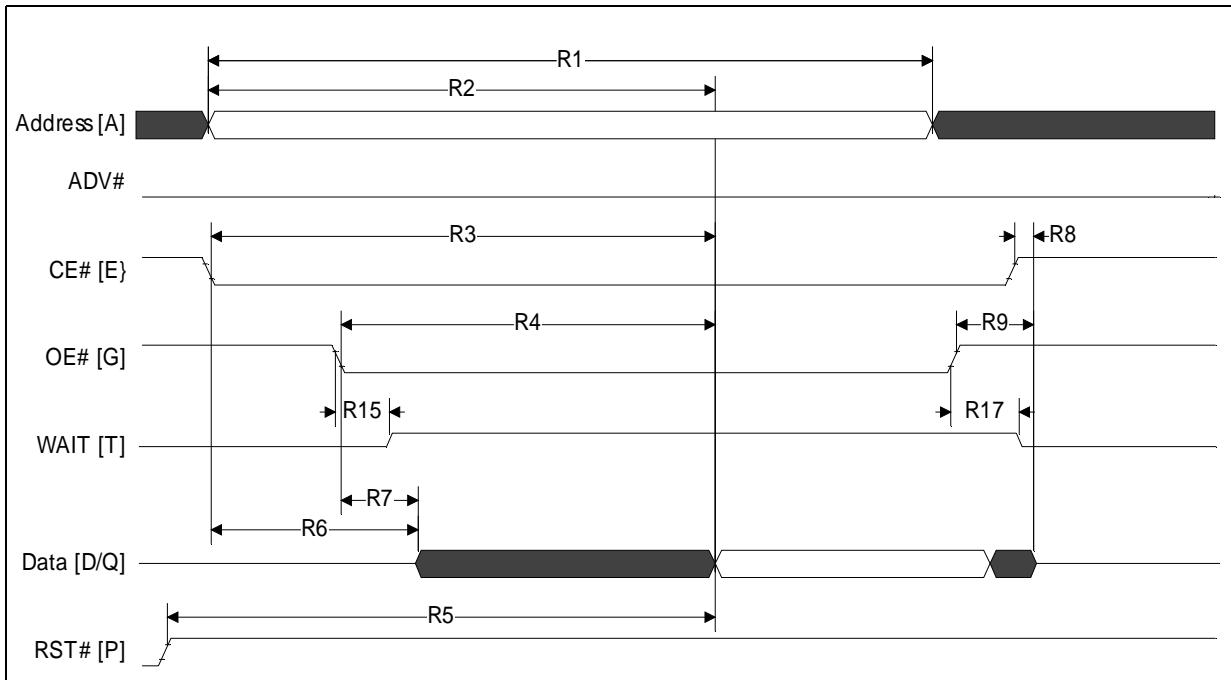 R1
R2
Address [A]
ADV#
R3
R8
CE# [E}
R4
R9
OE# [G]
R15
R17
WAIT [T]
R7
R6
Data [D/Q]
R5
RST# [P]